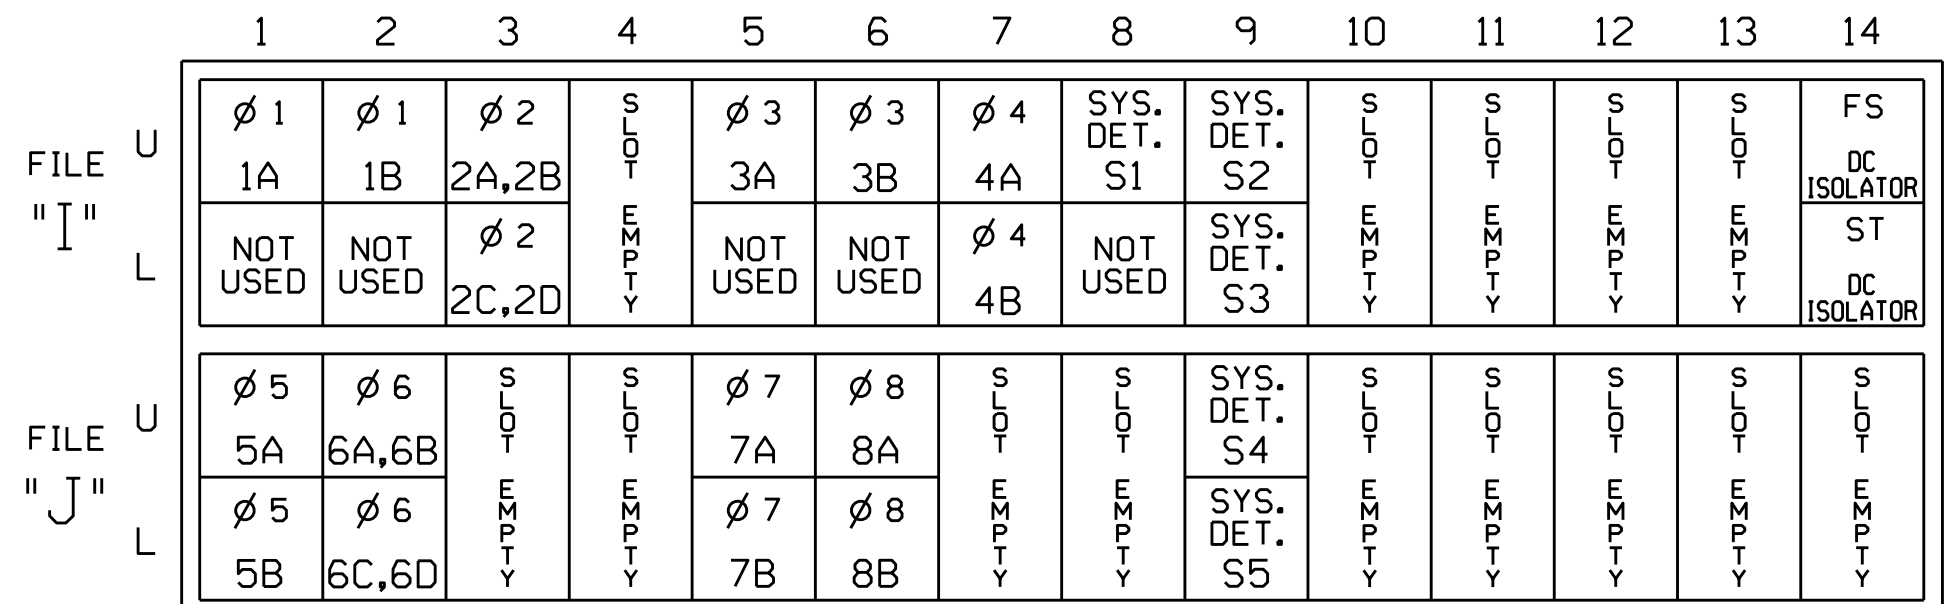 1 2 3 4 5 6 7 8 9 10 11 12 13 14
FILE "I"
U
L
Ø 1
1A
NOT
USED
Ø 1
1B
NOT
USED
Ø 2
2A,2B
Ø 2
2C,2D
SLOT EMPTY
Ø 3
3A
NOT
USED
Ø 3
3B
NOT
USED
Ø 4
4A
Ø 4
4B
SYS.
DET.
S1
NOT
USED
SYS.
DET.
S2
SYS.
DET.
S3
SLOT EMPTY
SLOT EMPTY
SLOT EMPTY
SLOT EMPTY
FS
DC
ISOLATOR
ST
DC
ISOLATOR
FILE "J"
U
L
Ø 5
5A
Ø 5
5B
Ø 6
6A,6B
Ø 6
6C,6D
SLOT EMPTY
SLOT EMPTY
Ø 7
7A
Ø 7
7B
Ø 8
8A
Ø 8
8B
SLOT EMPTY
SLOT EMPTY
SYS.
DET.
S4
SYS.
DET.
S5
SLOT EMPTY
SLOT EMPTY
SLOT EMPTY
SLOT EMPTY
SLOT EMPTY